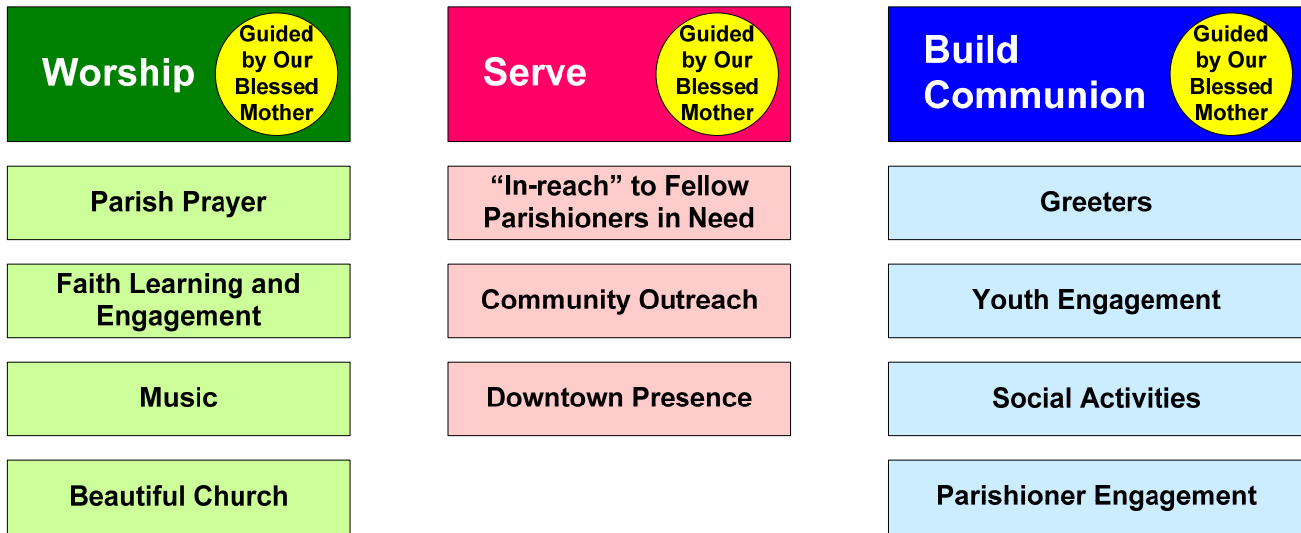 Worship
Guided
by Our
Blessed
Mother
Parish Prayer
Faith Learning and
Engagement
Music
Beautiful Church
Serve
Guided
by Our
Blessed
Mother
“In-reach” to Fellow
Parishioners in Need
Community Outreach
Downtown Presence
Build
Communion
Guided
by Our
Blessed
Mother
Greeters
Youth Engagement
Social Activities
Parishioner Engagement